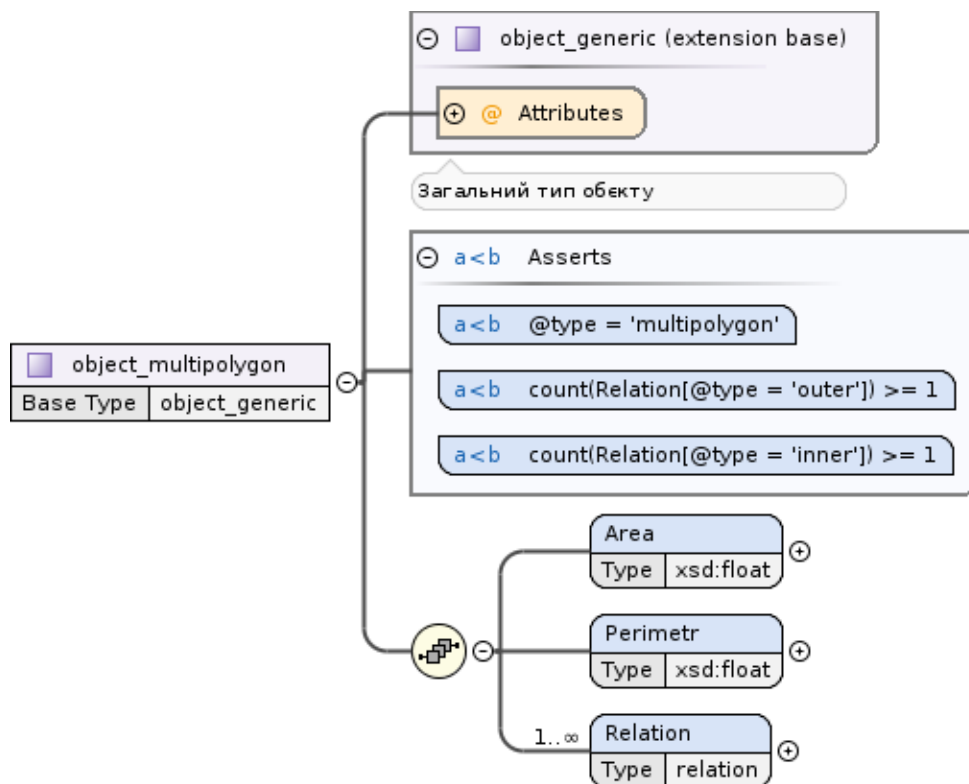 object_generic (extension base)
@ Attributes
Загальний тип обєкту
a<b Asserts
a<b @type = 'multipolygon'
a<b count(Relation[@type = 'outer']) >= 1
a<b count(Relation[@type = 'inner']) >= 1
object_multipolygon
Base Type object_generic
Area
Type xsd:float
Perimetr
Type xsd:float
1..∞
Relation
Type relation